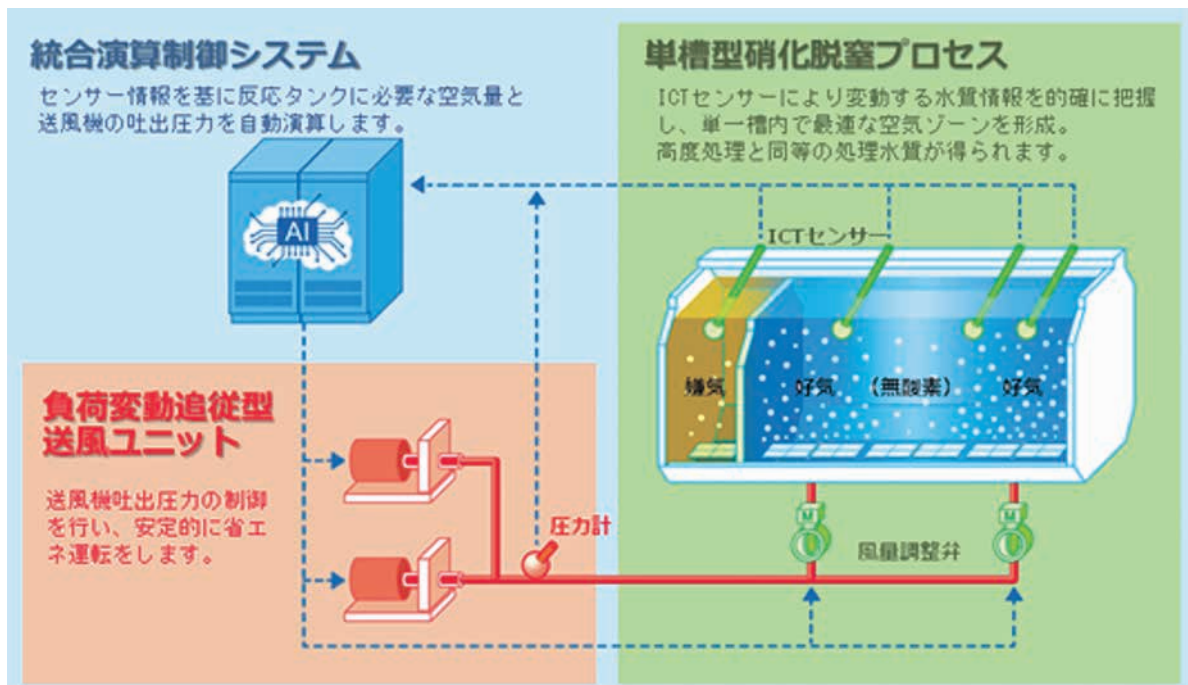 統合演算制御システム
センサー情報を基に反応タンクに必要な空気量と
送風機の吐出圧力を自動演算します。
AI
負荷変動追従型
送風ユニット
送風機吐出圧力の制御
を行い、安定的に省エ
ネ運転をします。
圧力計
単槽型硝化脱窒プロセス
ICTセンサーにより変動する水質情報を的確に把握
し、単一槽内で最適な空気ゾーンを形成。
高度処理と同等の処理水質が得られます。
ICTセンサー
嫌気
好気
（無酸素）
好気
M
M
風量調整弁